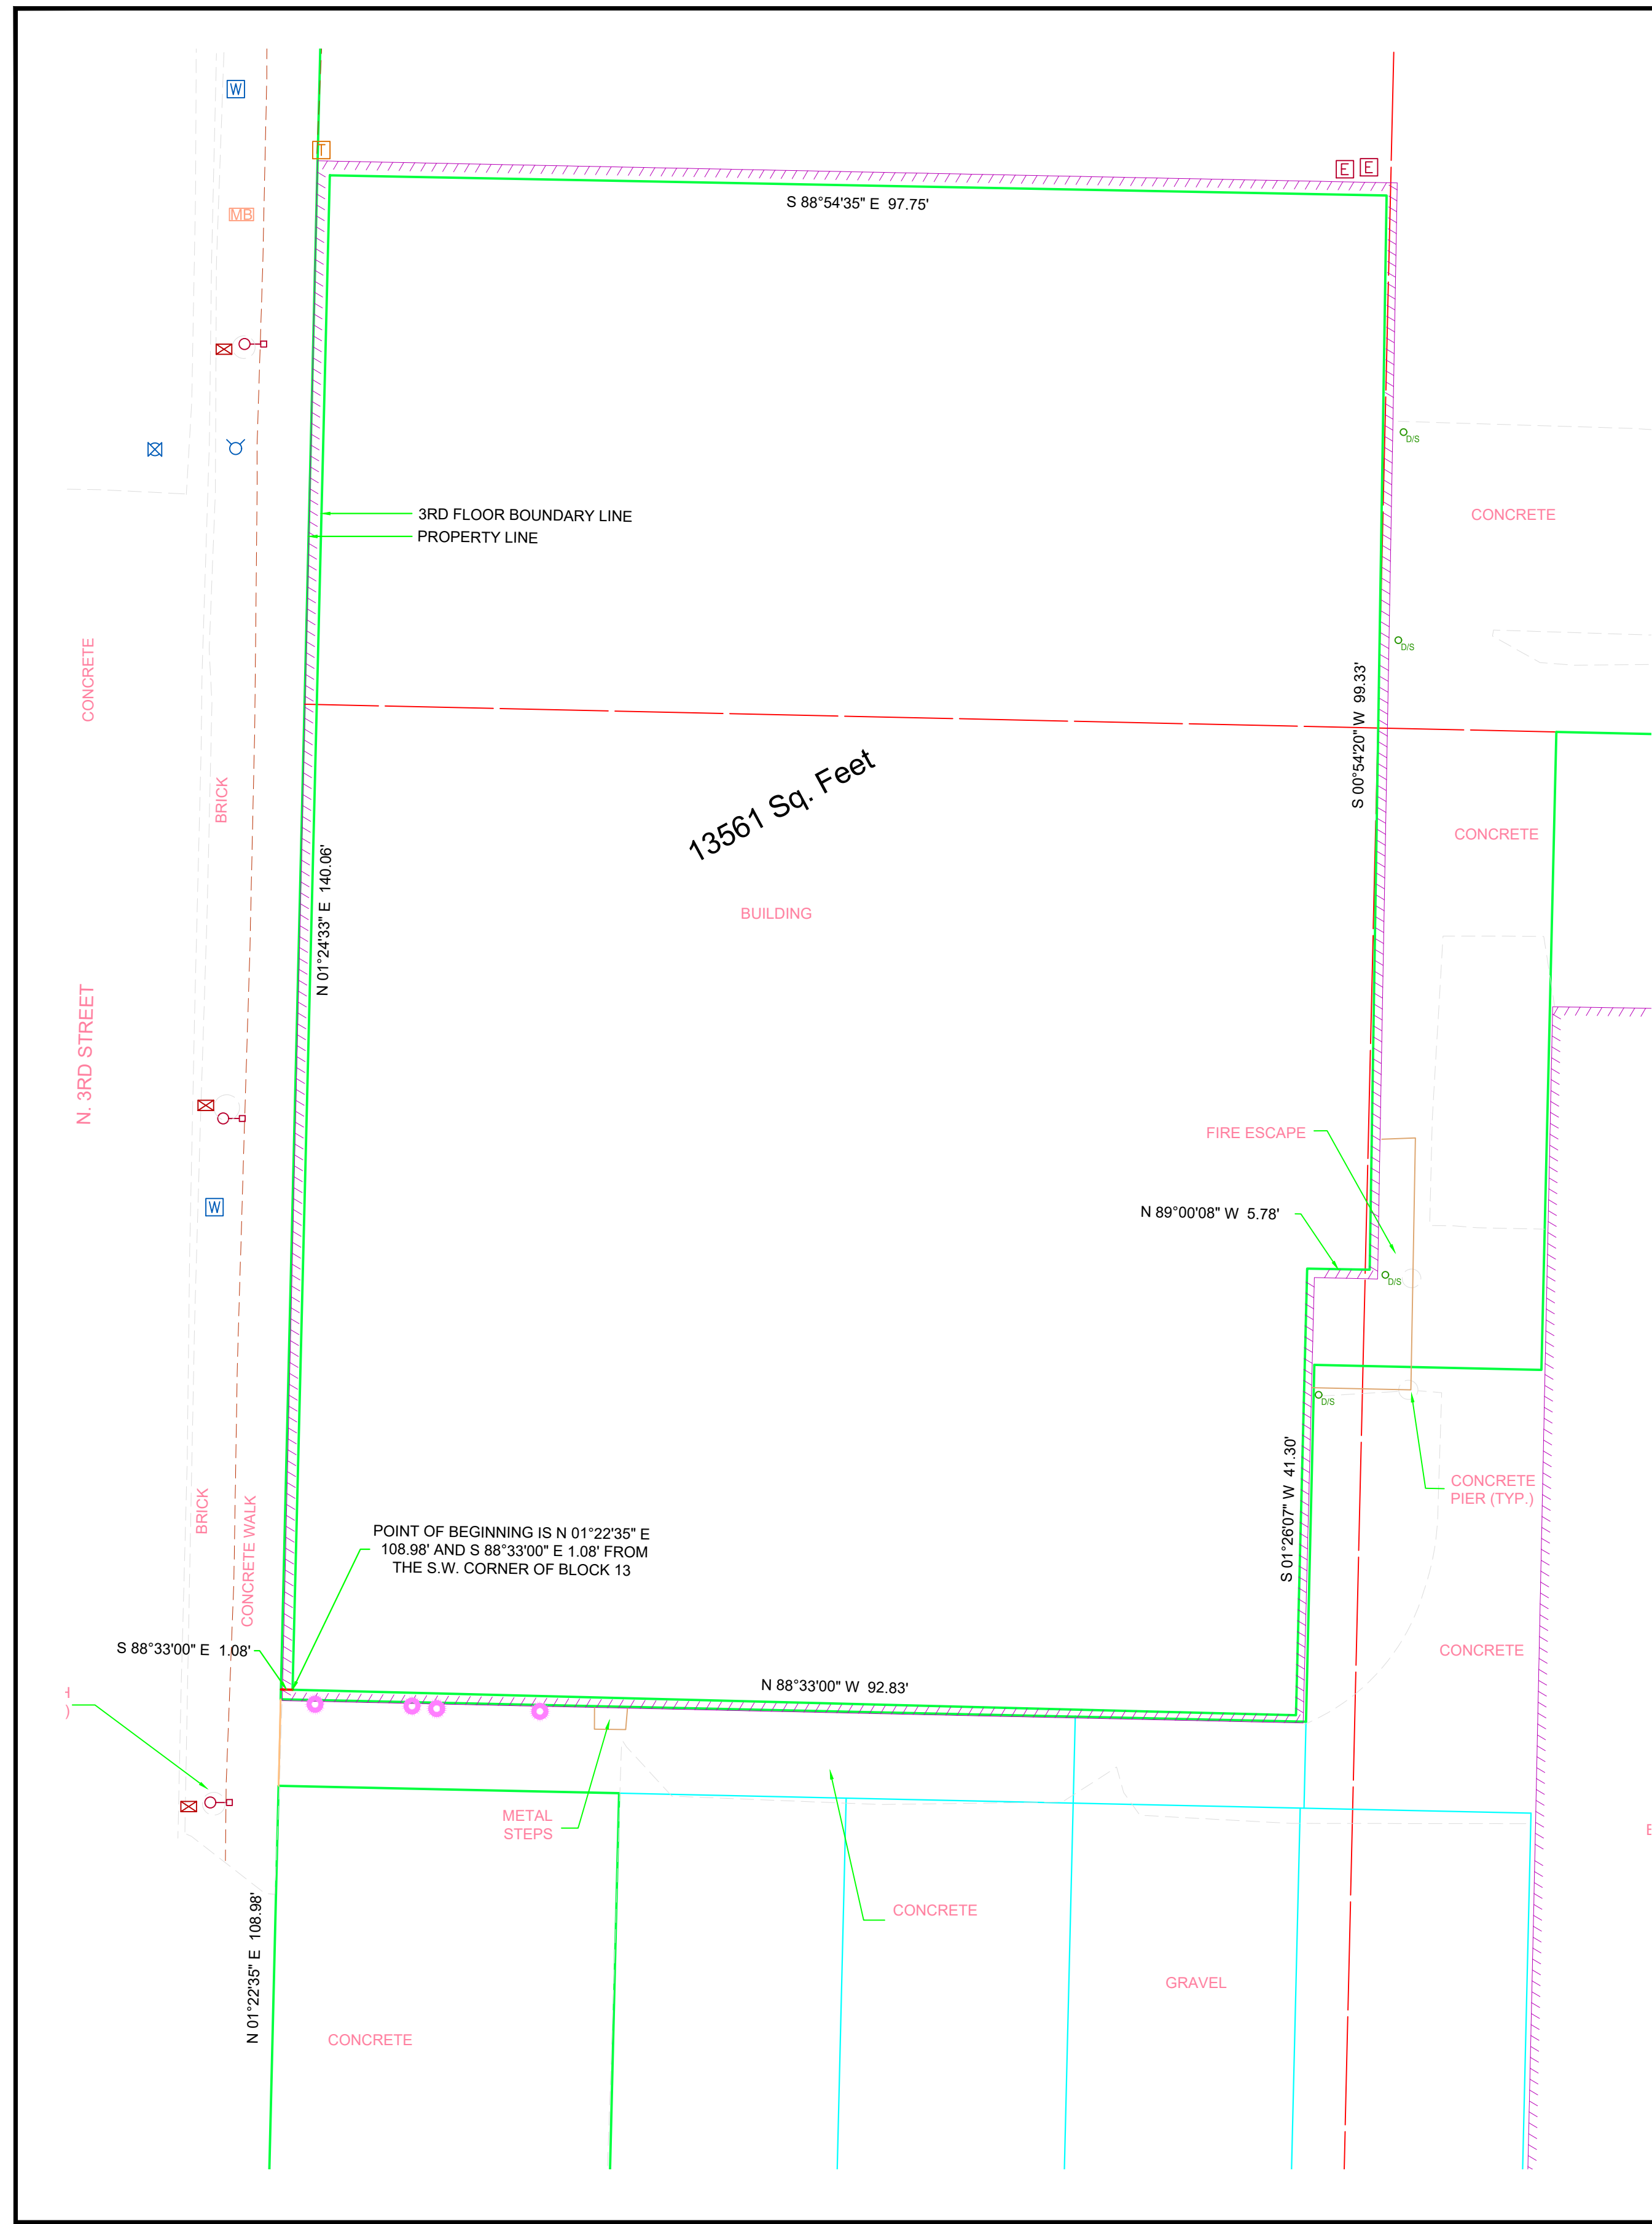 W
T
E E
MB
S 88°54'35" E 97.75'
D/S
3RD FLOOR BOUNDARY LINE
PROPERTY LINE
CONCRETE
D/S
CONCRETE
S 00°54'20" W 99.33'
BRICK
13561 Sq. Feet
CONCRETE
BUILDING
N 01°24'33" E 140.06'
N. 3RD STREET
FIRE ESCAPE
W
N 89°00'08" W 5.78'
D/S
D/S
CONCRETE
PIER (TYP.)
S 01°26'07" W 41.30'
BRICK
CONCRETE WALK
POINT OF BEGINNING IS N 01°22'35" E
108.98' AND S 88°33'00" E 1.08' FROM
THE S.W. CORNER OF BLOCK 13
S 88°33'00" E 1.08'
CONCRETE
N 88°33'00" W 92.83'
)
METAL
STEPS
CONCRETE
N 01°22'35" E 108.98'
GRAVEL
CONCRETE